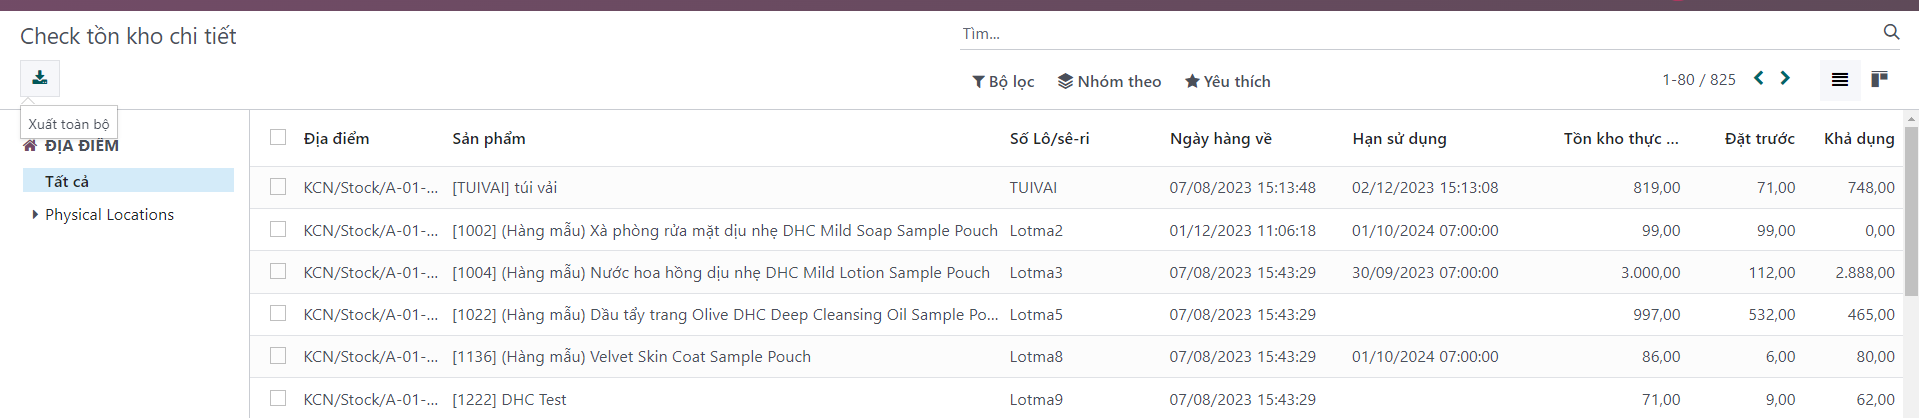 Check tồn kho chi tiết
Tìm...
Bộ lọc Nhóm theo Yêu thích 1-80 / 825
Xuất toàn bộ
ĐỊA ĐIỂM
Tất cả
Physical Locations
Địa điểm Sản phẩm Số Lô/sê-ri Ngày hàng về Hạn sử dụng Tồn kho thực ... Đặt trước Khả dụng
KCN/Stock/A-01-... [TUIVAI] túi vải TUIVAI 07/08/2023 15:13:48 02/12/2023 15:13:08 819,00 71,00 748,00
KCN/Stock/A-01-... [1002] (Hàng mẫu) Xà phòng rửa mặt dịu nhẹ DHC Mild Soap Sample Pouch Lotma2 01/12/2023 11:06:18 01/10/2024 07:00:00 99,00 99,00 0,00
KCN/Stock/A-01-... [1004] (Hàng mẫu) Nước hoa hồng dịu nhẹ DHC Mild Lotion Sample Pouch Lotma3 07/08/2023 15:43:29 30/09/2023 07:00:00 3.000,00 112,00 2.888,00
KCN/Stock/A-01-... [1022] (Hàng mẫu) Dầu tẩy trang Olive DHC Deep Cleansing Oil Sample Po... Lotma5 07/08/2023 15:43:29 997,00 532,00 465,00
KCN/Stock/A-01-... [1136] (Hàng mẫu) Velvet Skin Coat Sample Pouch Lotma8 07/08/2023 15:43:29 01/10/2024 07:00:00 86,00 6,00 80,00
KCN/Stock/A-01-... [1222] DHC Test Lotma9 07/08/2023 15:43:29 71,00 9,00 62,00